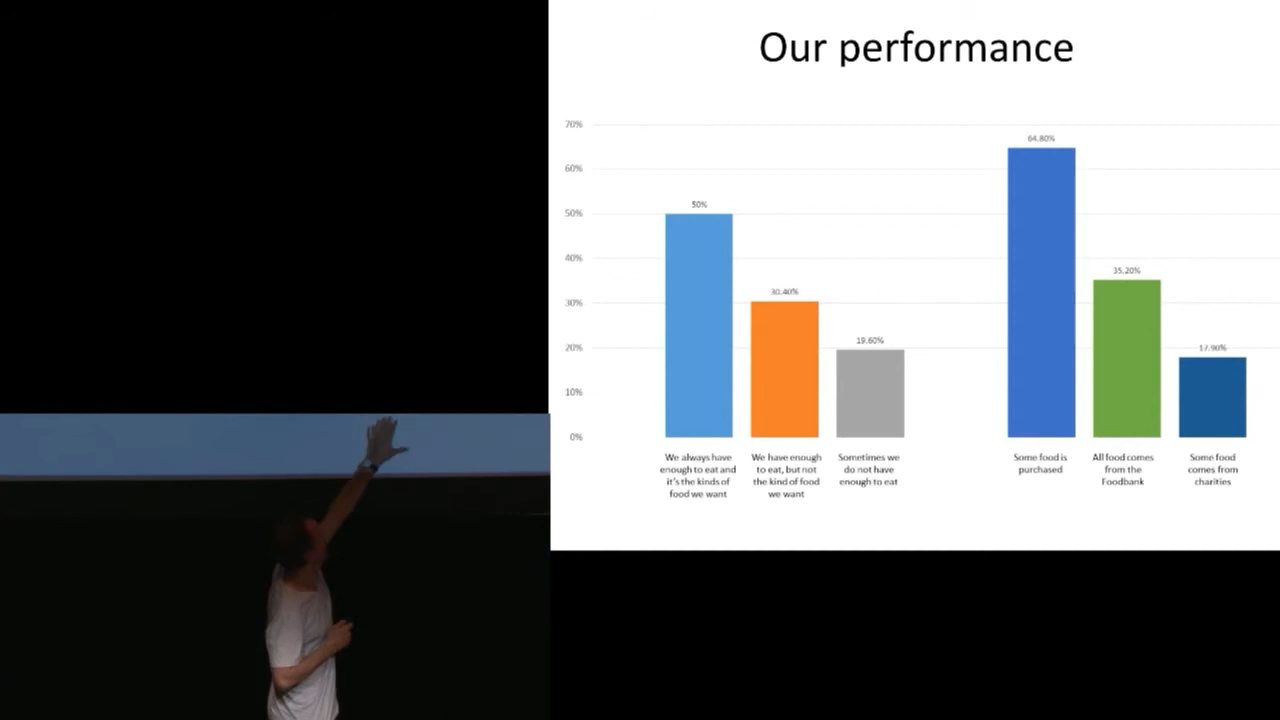 Our performance
70%
60%
50%
40%
30%
20%
10%
0%
50%
30.40%
19.60%
64.80%
35.20%
17.90%
We always have
enough to eat and
it's the kinds of
food we want
We have enough
to eat, but not
the kind of food
we want
Sometimes we
do not have
enough to eat
Some food is
purchased
All food comes
from the
Foodbank
Some food
comes from
charities